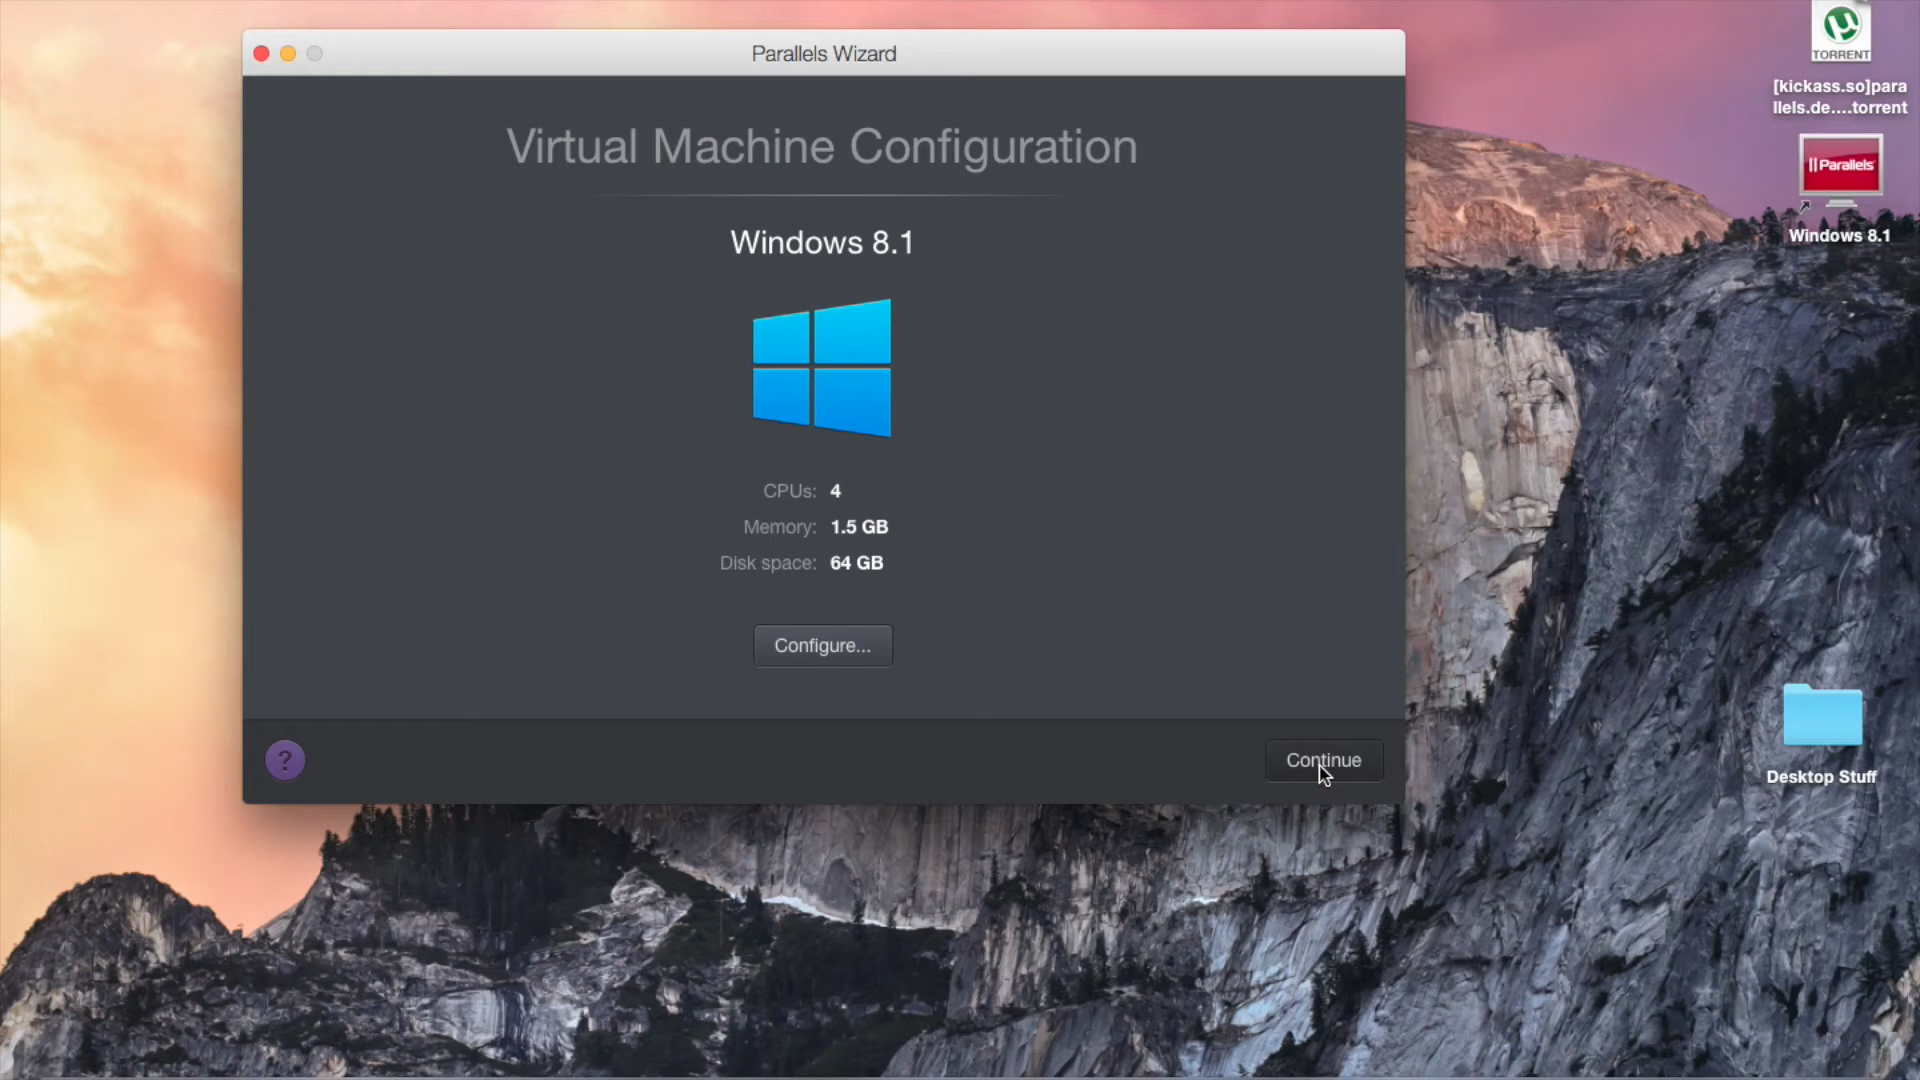 Parallels Wizard
Virtual Machine Configuration
Windows 8.1
CPUs: 4
Memory: 1.5 GB
Disk space: 64 GB
Configure...
?
Continue
TORRENT
[kickass.so]para
llels.de....torrent
|| Parallels
Windows 8.1
Desktop Stuff